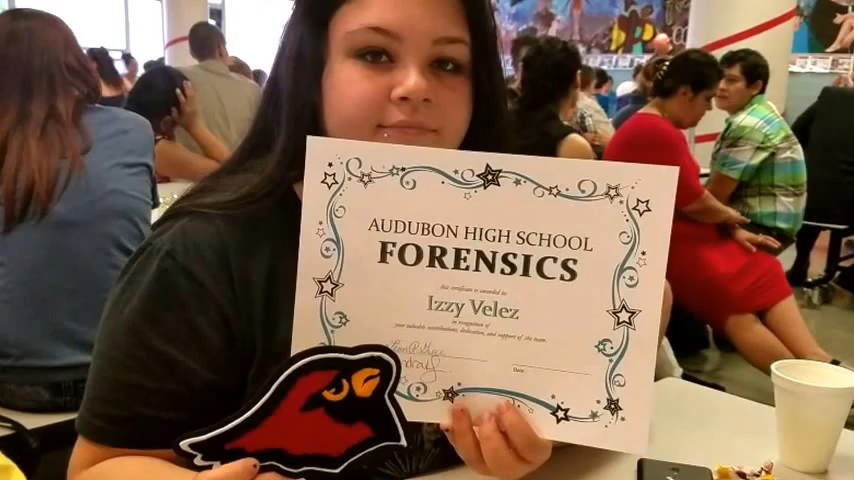 AUDUBON HIGH SCHOOL
FORENSICS
this certificate is awarded to
Izzy Velez
in recognition of
your valuable contributions, dedication, and support of the team.
Date